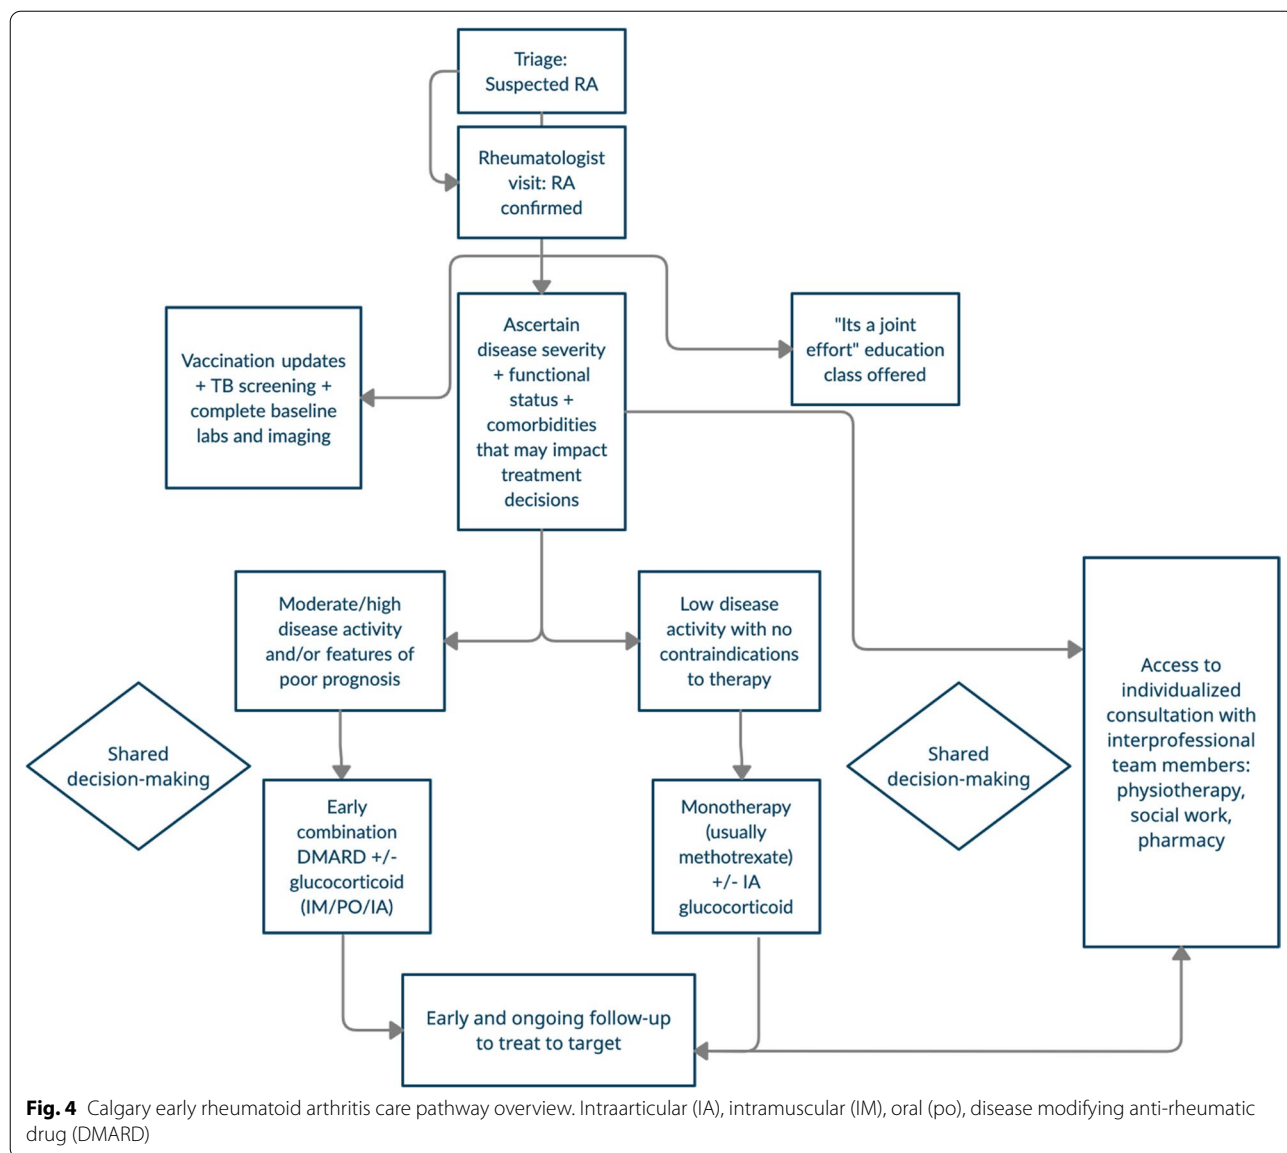 Triage:
Suspected RA
Rheumatologist
visit: RA
confirmed
Vaccination updates
+ TB screening +
complete baseline
labs and imaging
Ascertain
disease severity
+ functional
status +
comorbidities
that may impact
treatment
decisions
"Its a joint
effort" education
class offered
Moderate/high
disease activity
and/or features of
poor prognosis
Low disease
activity with no
contraindications
to therapy
Shared
decision-making
Early
combination
DMARD +/-
glucocorticoid
(IM/PO/IA)
Monotherapy
(usually
methotrexate)
+/- IA
glucocorticoid
Shared
decision-making
Access to
individualized
consultation with
interprofessional
team members:
physiotherapy,
social work,
pharmacy
Early and ongoing follow-up
to treat to target
Fig. 4 Calgary early rheumatoid arthritis care pathway overview. Intraarticular (IA), intramuscular (IM), oral (po), disease modifying anti-rheumatic
drug (DMARD)